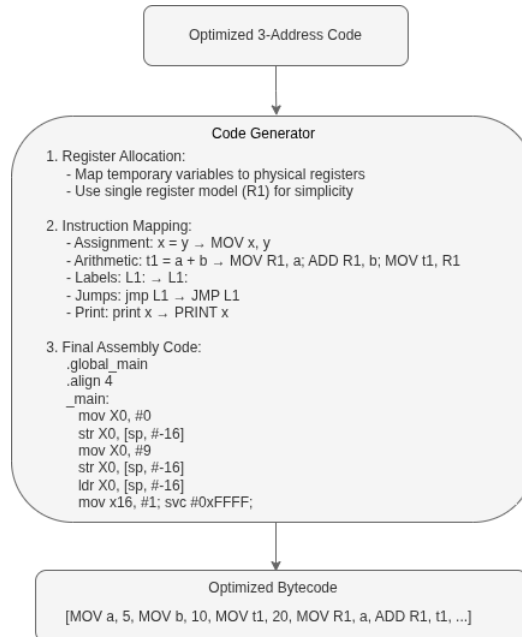 Optimized 3-Address Code
Code Generator
1. Register Allocation:
- Map temporary variables to physical registers
- Use single register model (R1) for simplicity
2. Instruction Mapping:
- Assignment: x = y → MOV x, y
- Arithmetic: t1 = a + b → MOV R1, a; ADD R1, b; MOV t1, R1
- Labels: L1: → L1:
- Jumps: jmp L1 → JMP L1
- Print: print x → PRINT x
3. Final Assembly Code:
.global_main
.align 4
_main:
mov X0, #0
str X0, [sp, #-16]
mov X0, #9
str X0, [sp, #-16]
ldr X0, [sp, #-16]
mov x16, #1; svc #0xFFFF;
Optimized Bytecode
[MOV a, 5, MOV b, 10, MOV t1, 20, MOV R1, a, ADD R1, t1, ...]